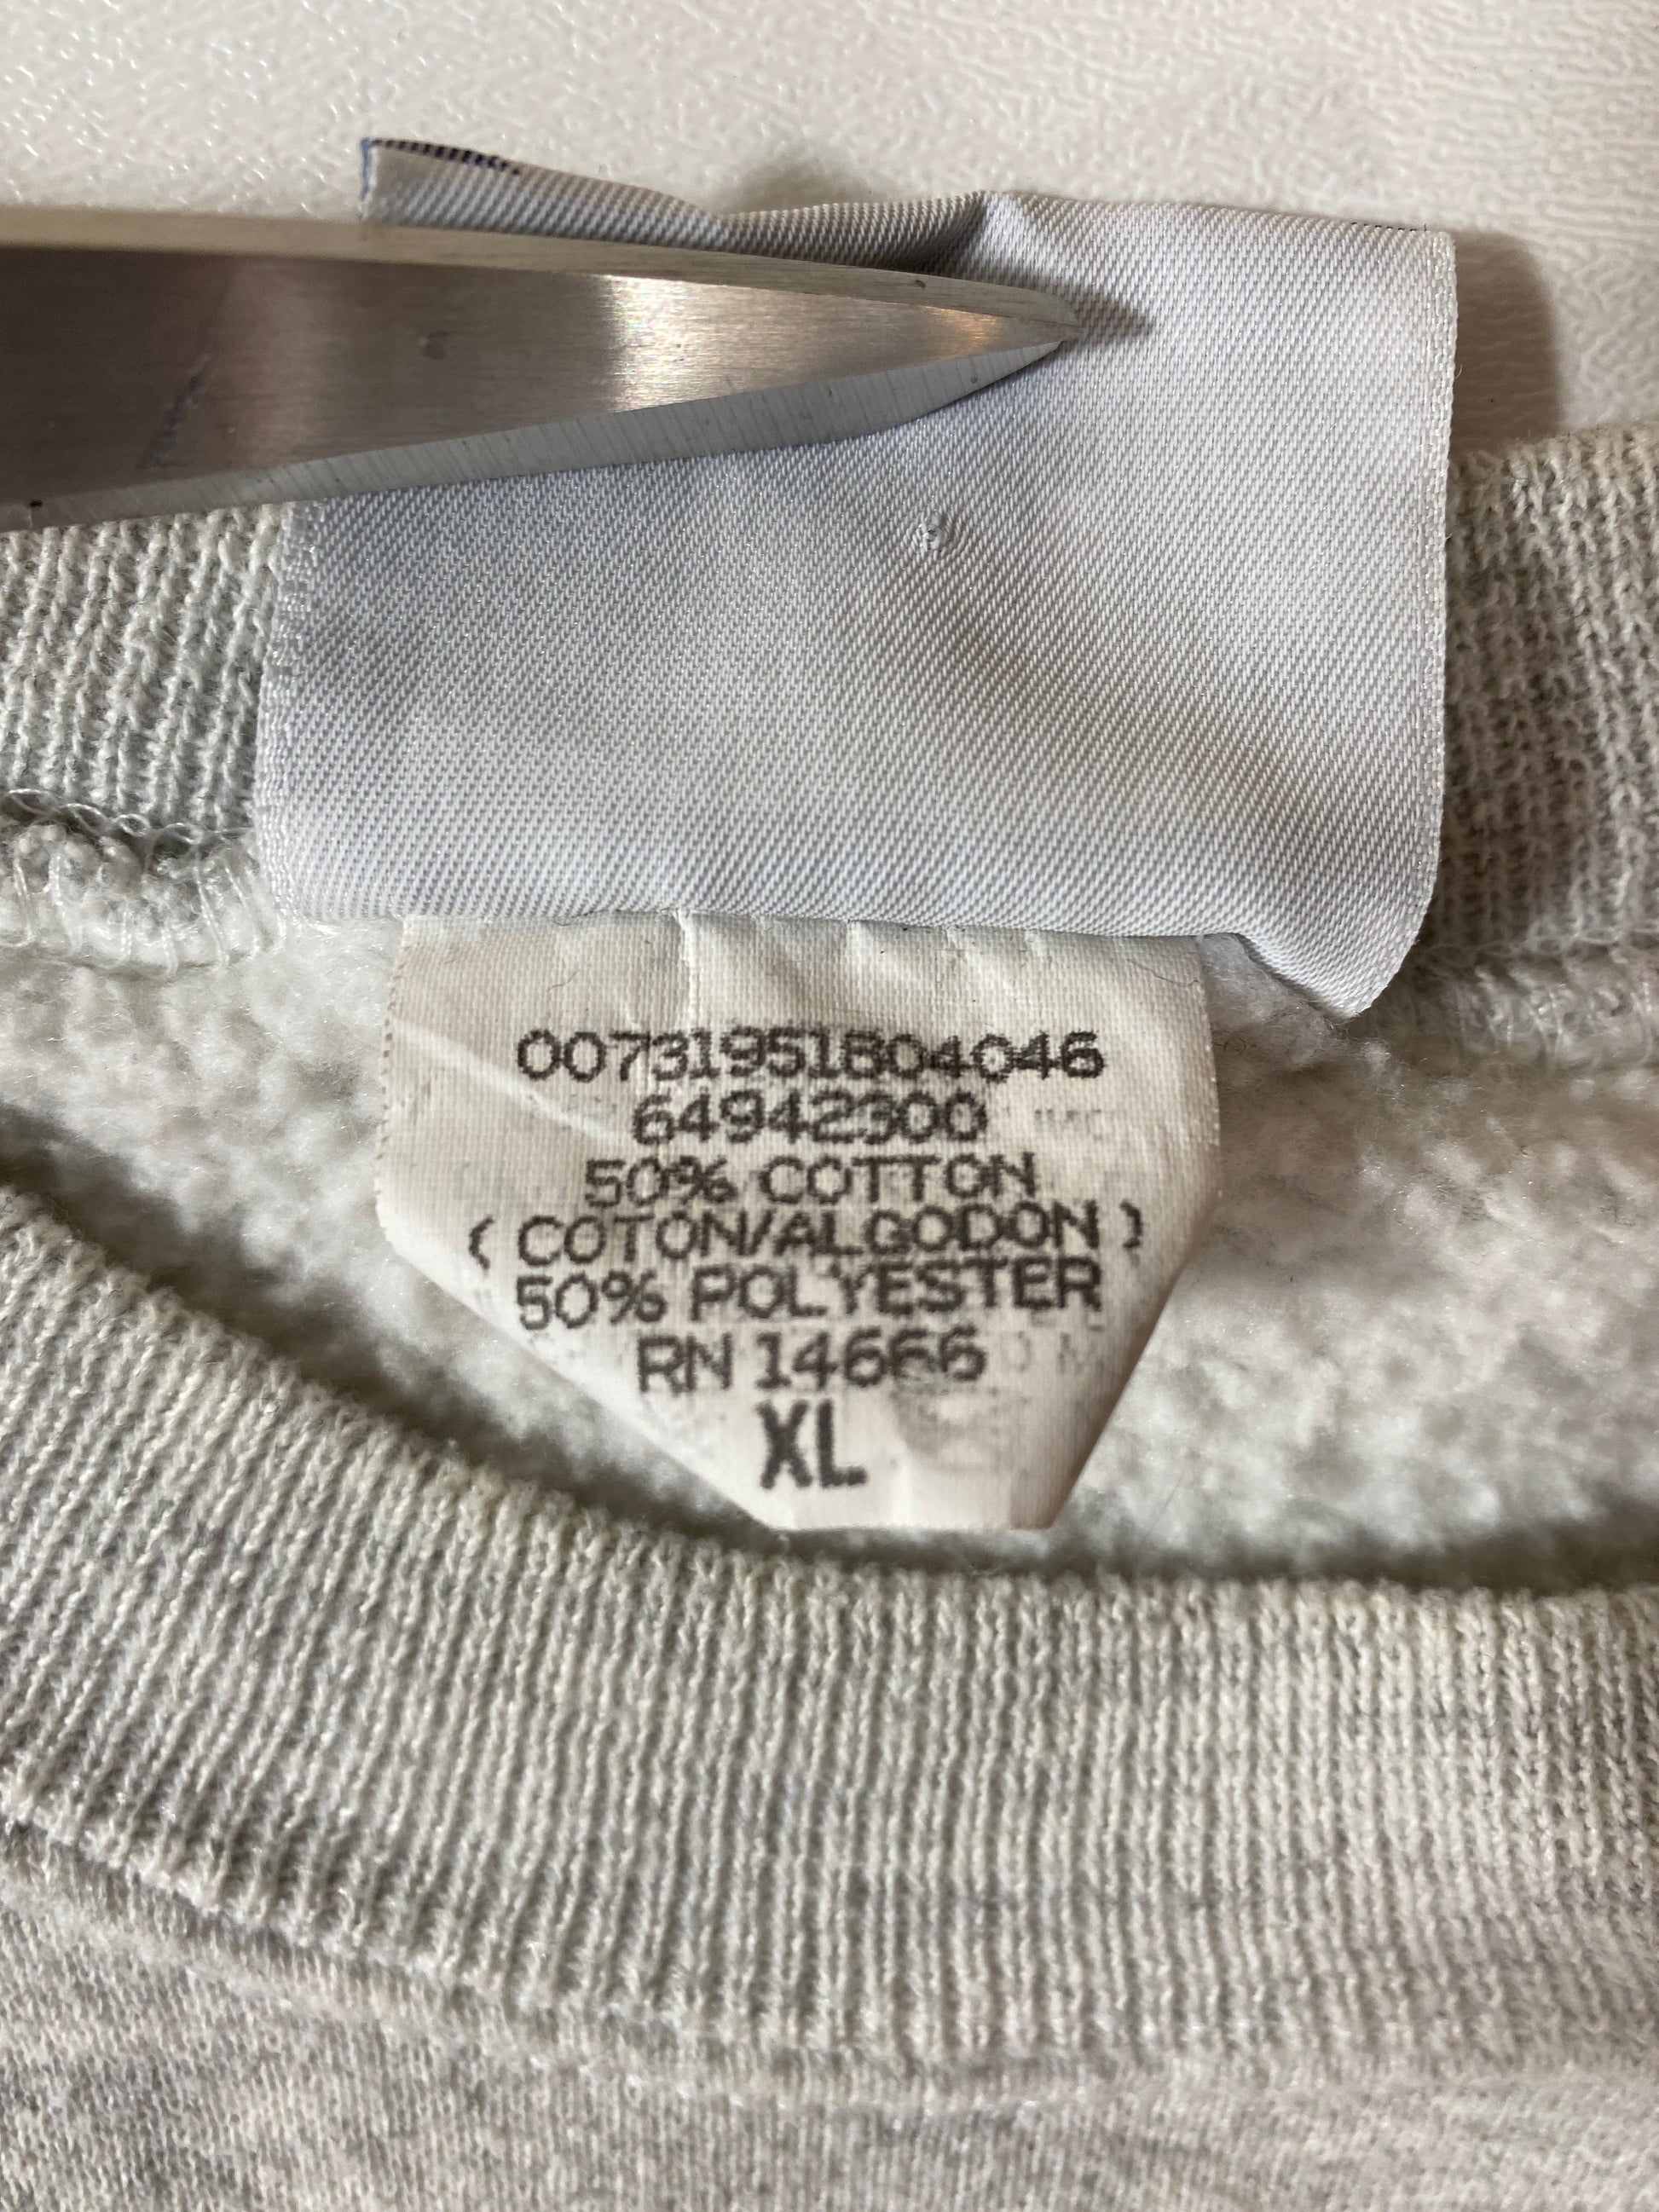 00731951804046
64942300
50% COTTON
( COTON/ALGODON )
50% POLYESTER
RN 14666
XL